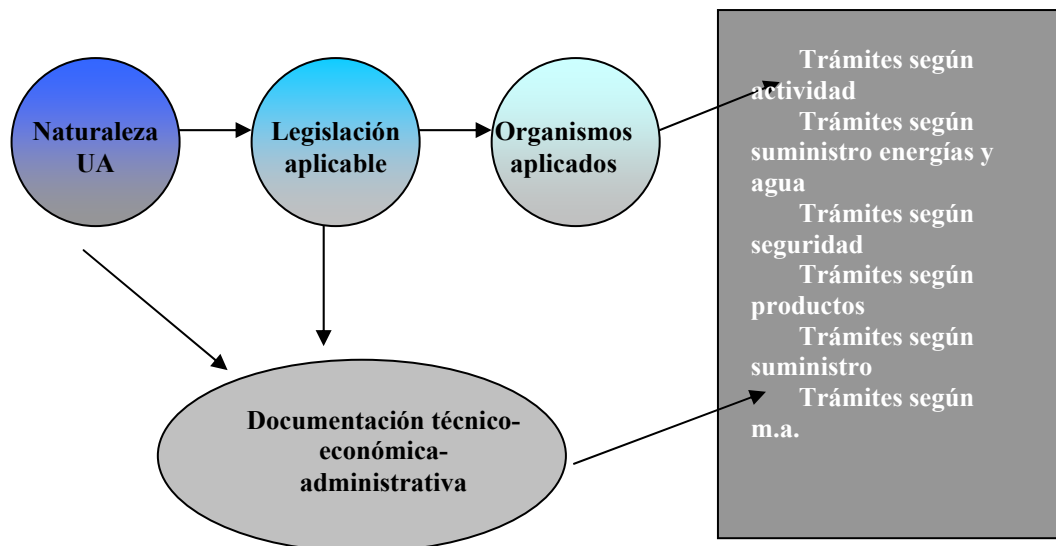 Naturaleza
UA
Legislación
aplicable
Organismos
aplicados
Documentación técnico-
económica-
administrativa
Trámites según
actividad
Trámites según
suministro energías y
agua
Trámites según
seguridad
Trámites según
productos
Trámites según
suministro
Trámites según
m.a.